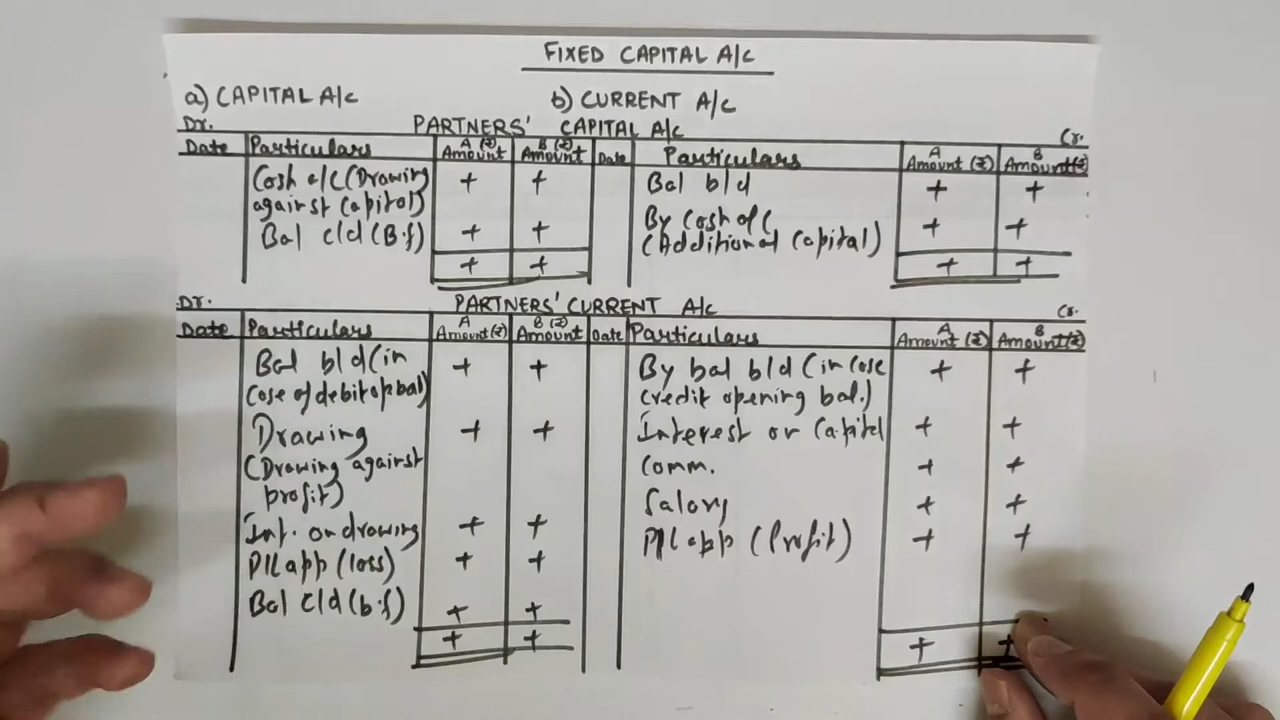 FIXED CAPITAL A/c
a) CAPITAL A/c b) CURRENT A/c
PARTNERS' CAPITAL A/c
Dr. Cr.
Date Particulars A (₹) Amount B (₹) Amount Date Particulars A Amount (₹) B Amount (₹)
Cash a/c (Drawing + + Bal b/d + +
against capital) By Cash a/c + +
Bal c/d (B.f) + + (Additional Capital)
+ + + +
Dr. PARTNERS' CURRENT A/c Cr.
Date Particulars A Amount (₹) B (₹) Amount Date Particulars A Amount (₹) B Amount (₹)
Bal b/d (in + + By bal b/d (in case + +
case of debit op bal) credit opening bal.)
Drawing + + Interest on Capital + +
(Drawing against Comm. + +
profit) Salary + +
Int. on drawing + + P/L app (Profit) + +
P/L app (loss) + +
Bal c/d (b.f) + +
+ + + +